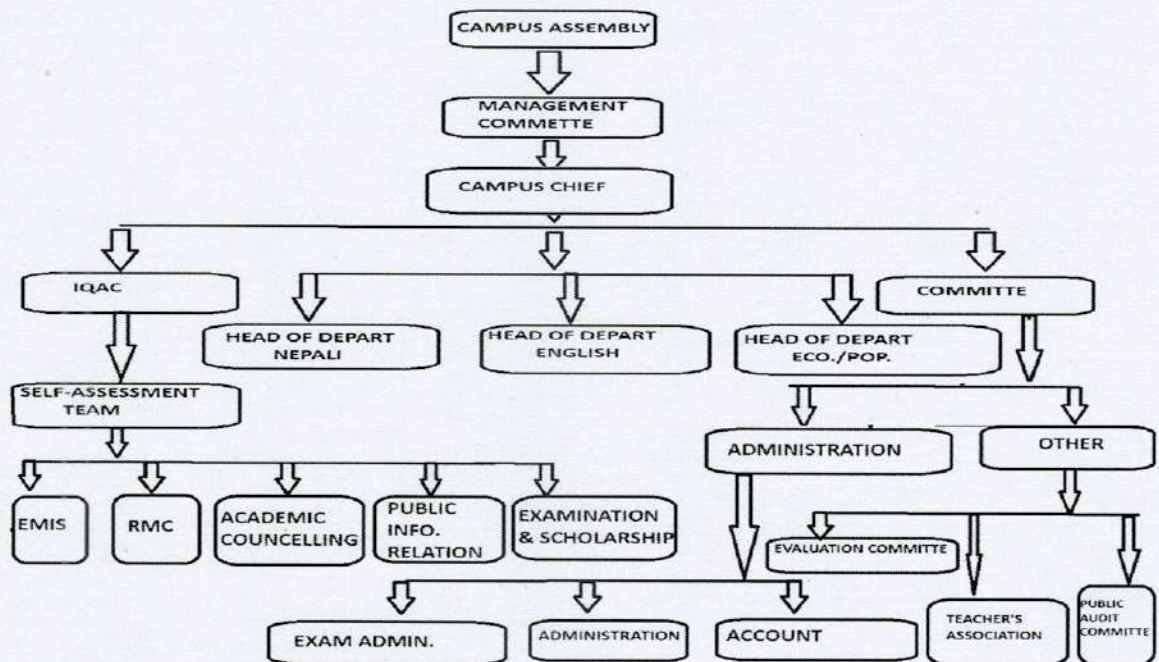 CAMPUS ASSEMBLY
MANAGEMENT
COMMETTE
CAMPUS CHIEF
IQAC
COMMITTE
HEAD OF DEPART
NEPALI
HEAD OF DEPART
ENGLISH
HEAD OF DEPART
ECO./POP.
SELF-ASSESSMENT
TEAM
ADMINISTRATION
OTHER
EMIS
RMC
ACADEMIC
COUNCELLING
PUBLIC
INFO.
RELATION
EXAMINATION
& SCHOLARSHIP
EVALUATION COMMITTE
EXAM ADMIN.
ADMINISTRATION
ACCOUNT
TEACHER'S
ASSOCIATION
PUBLIC
AUDIT
COMMITTE